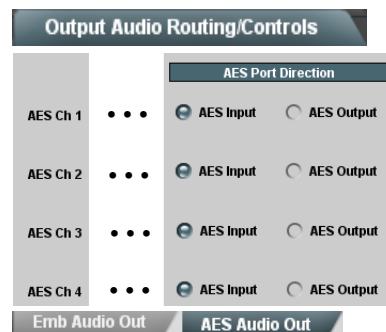 Output Audio Routing/Controls
AES Port Direction
AES Ch 1 • • • AES Input AES Output
AES Ch 2 • • • AES Input AES Output
AES Ch 3 • • • AES Input AES Output
AES Ch 4 • • • AES Input AES Output
Emb Audio Out AES Audio Out